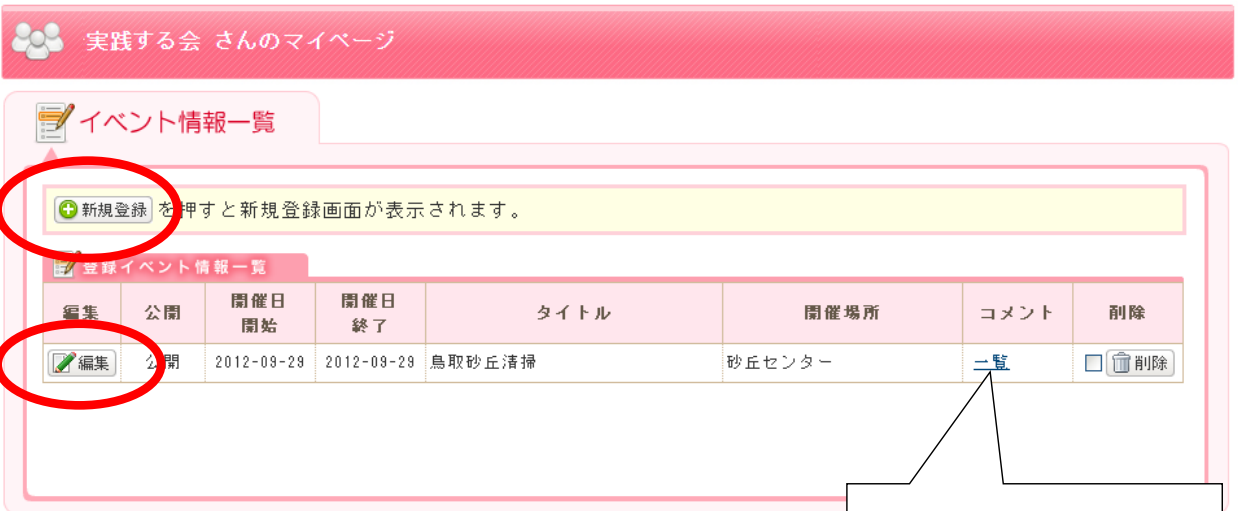 実践する会 さんのマイページ
イベント情報一覧
新規登録 を押すと新規登録画面が表示されます。
登録イベント情報一覧
編集 公開 開催日開始 開催日終了 タイトル 開催場所 コメント 削除
編集 公開 2012-09-29 2012-09-29 鳥取砂丘清掃 砂丘センター 一覧 削除